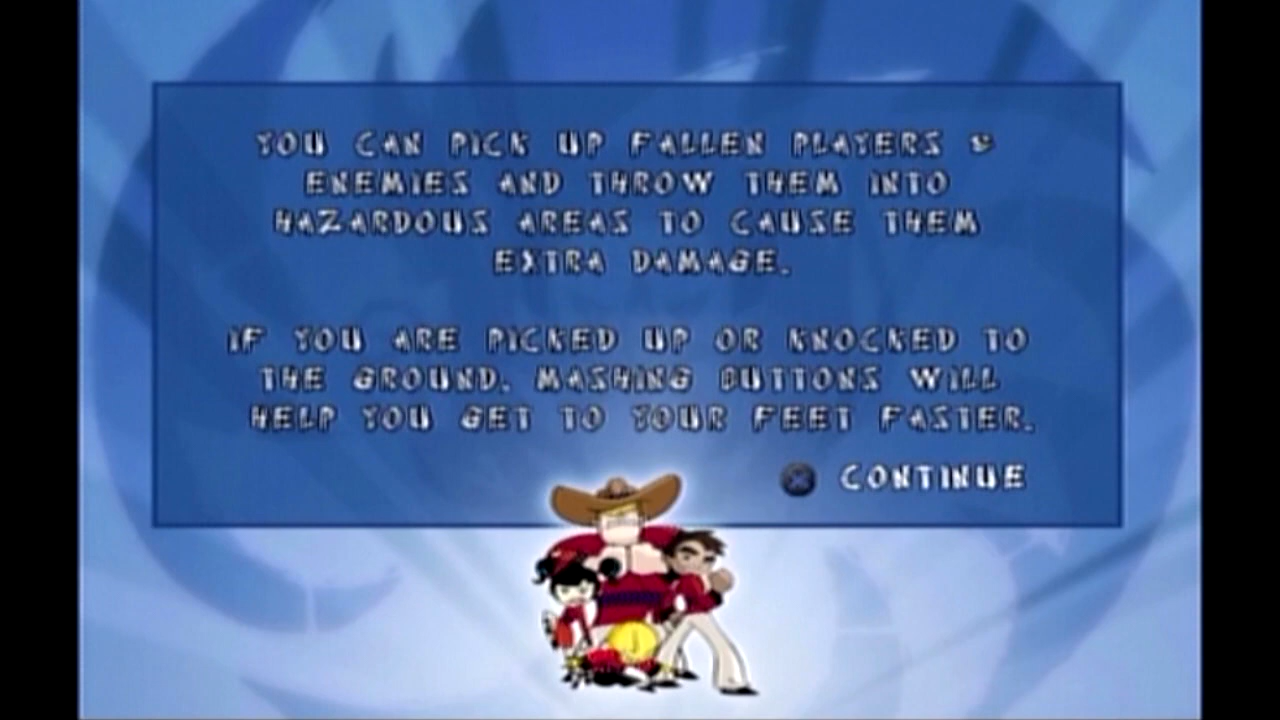 YOU CAN PICK UP FALLEN PLAYERS &
ENEMIES AND THROW THEM INTO
HAZARDOUS AREAS TO CAUSE THEM
EXTRA DAMAGE.
IF YOU ARE PICKED UP OR KNOCKED TO
THE GROUND, MASHING BUTTONS WILL
HELP YOU GET TO YOUR FEET FASTER.
CONTINUE